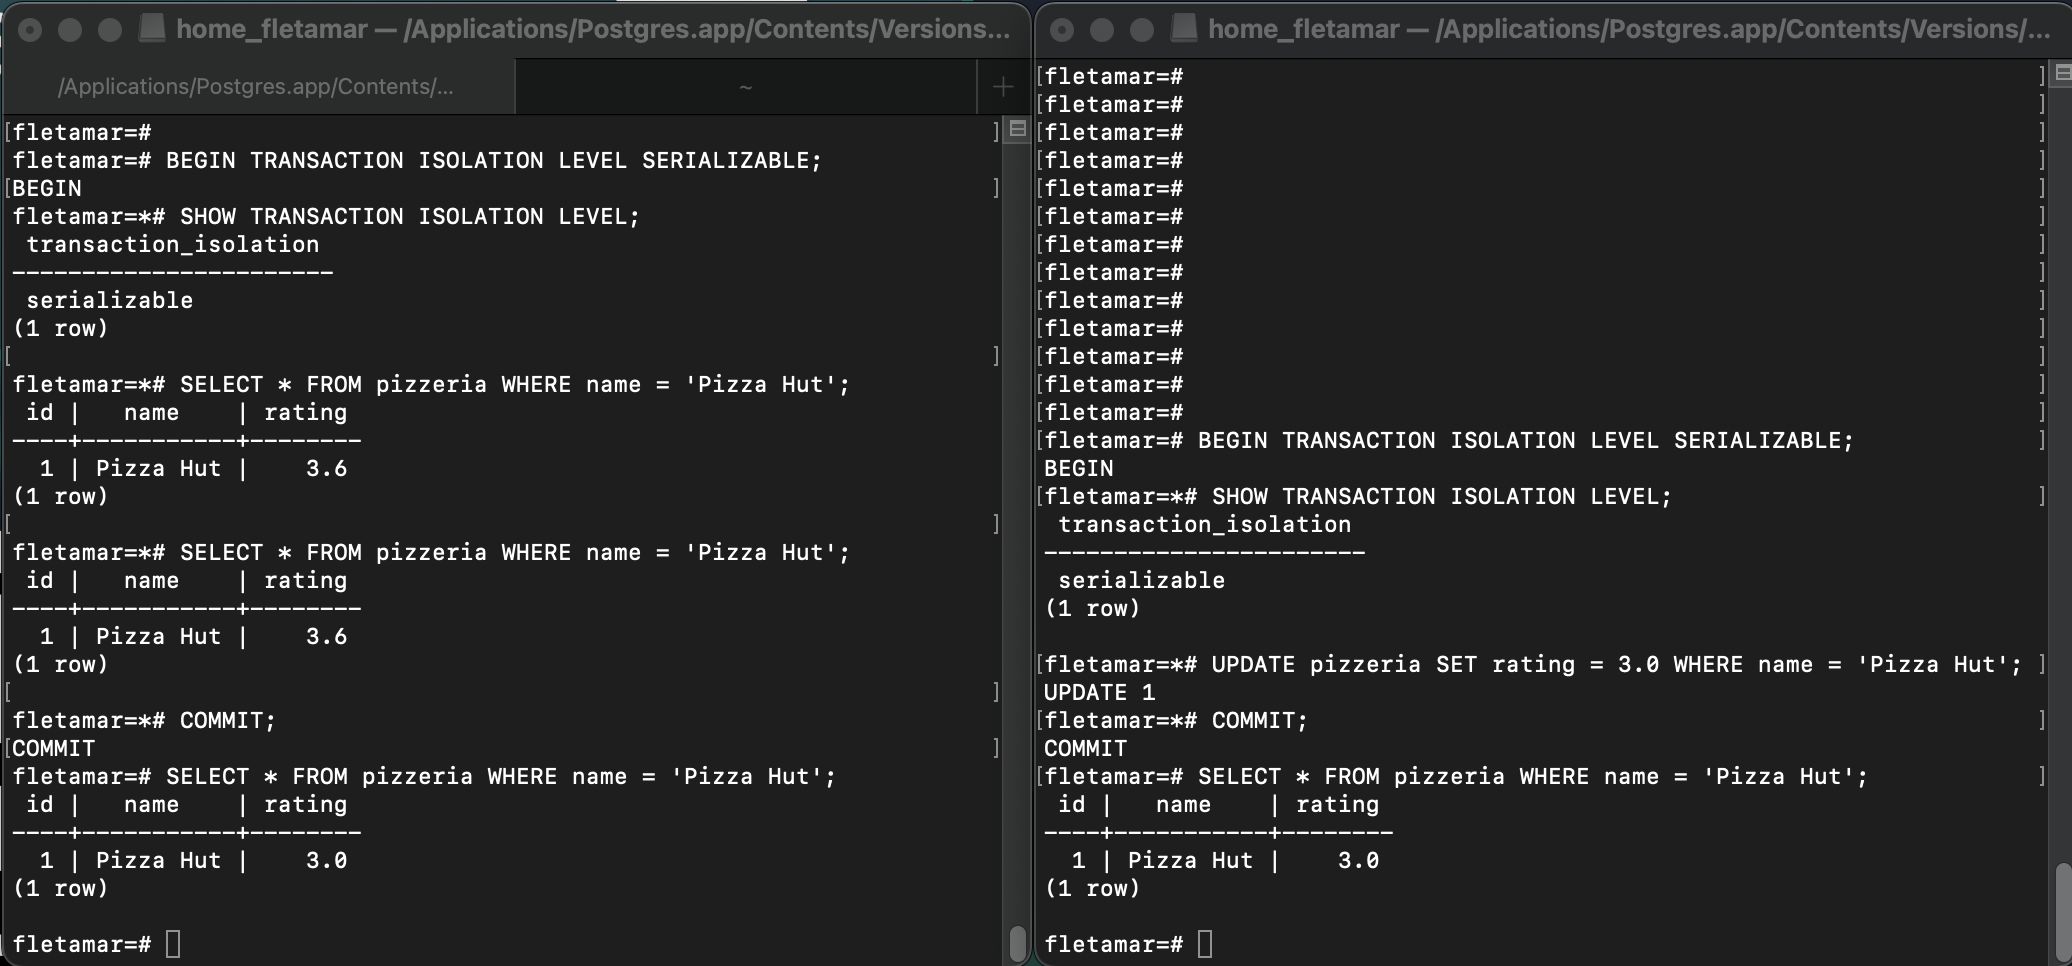 home_fletamar — /Applications/Postgres.app/Contents/Versions...
/Applications/Postgres.app/Contents/...
~
+
[fletamar=# ]
fletamar=# BEGIN TRANSACTION ISOLATION LEVEL SERIALIZABLE;
[BEGIN ]
fletamar=*# SHOW TRANSACTION ISOLATION LEVEL;
transaction_isolation
-----------------------
serializable
(1 row)
[ ]
fletamar=*# SELECT * FROM pizzeria WHERE name = 'Pizza Hut';
id | name | rating
----+-----------+--------
1 | Pizza Hut | 3.6
(1 row)
[ ]
fletamar=*# SELECT * FROM pizzeria WHERE name = 'Pizza Hut';
id | name | rating
----+-----------+--------
1 | Pizza Hut | 3.6
(1 row)
[ ]
fletamar=*# COMMIT;
[COMMIT ]
fletamar=# SELECT * FROM pizzeria WHERE name = 'Pizza Hut';
id | name | rating
----+-----------+--------
1 | Pizza Hut | 3.0
(1 row)
fletamar=#
home_fletamar — /Applications/Postgres.app/Contents/Versions/...
[fletamar=# ]
[fletamar=# ]
[fletamar=# ]
[fletamar=# ]
[fletamar=# ]
[fletamar=# ]
[fletamar=# ]
[fletamar=# ]
[fletamar=# ]
[fletamar=# ]
[fletamar=# ]
[fletamar=# ]
[fletamar=# ]
[fletamar=# BEGIN TRANSACTION ISOLATION LEVEL SERIALIZABLE; ]
BEGIN
[fletamar=*# SHOW TRANSACTION ISOLATION LEVEL; ]
transaction_isolation
-----------------------
serializable
(1 row)
[fletamar=*# UPDATE pizzeria SET rating = 3.0 WHERE name = 'Pizza Hut'; ]
UPDATE 1
[fletamar=*# COMMIT; ]
COMMIT
[fletamar=# SELECT * FROM pizzeria WHERE name = 'Pizza Hut'; ]
id | name | rating
----+-----------+--------
1 | Pizza Hut | 3.0
(1 row)
fletamar=#